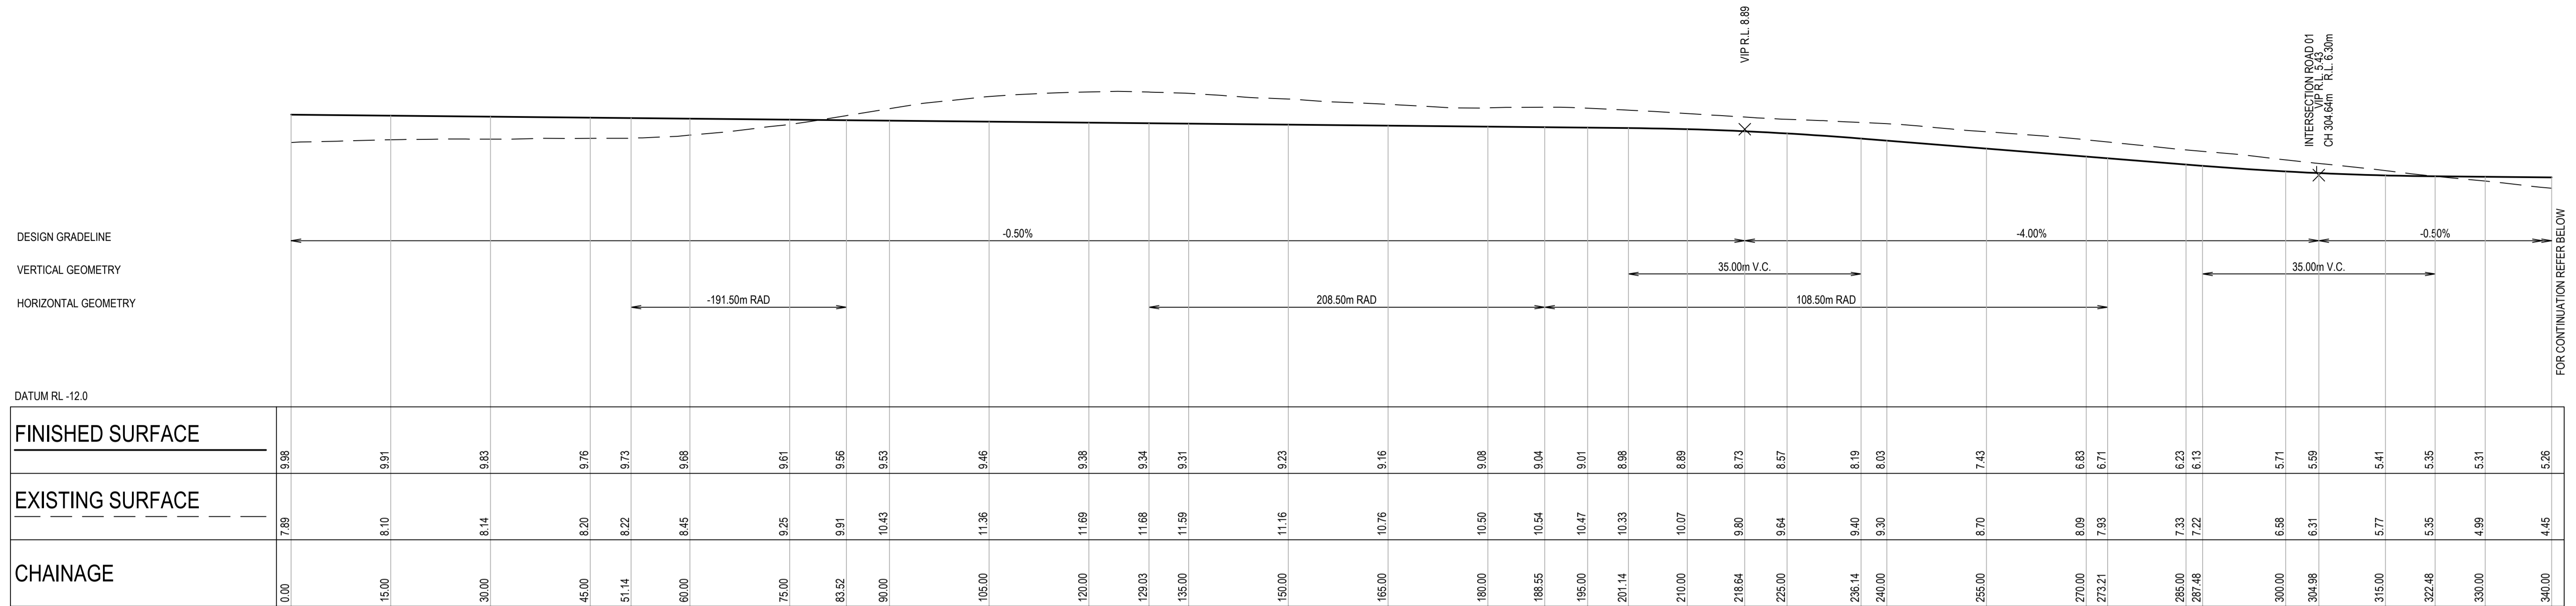 VIP R.L. 8.89
INTERSECTION ROAD 01
VIP R.L. 5.43
CH 304.64m R.L. 6.30m
FOR CONTINUATION REFER BELOW
DESIGN GRADELINE -0.50% -4.00% -0.50%
VERTICAL GEOMETRY 35.00m V.C. 35.00m V.C.
HORIZONTAL GEOMETRY -191.50m RAD 208.50m RAD 108.50m RAD
DATUM RL -12.0
FINISHED SURFACE 9.98 9.91 9.83 9.76 9.73 9.68 9.61 9.56 9.53 9.46 9.38 9.34 9.31 9.23 9.16 9.08 9.04 9.01 8.98 8.89 8.73 8.57 8.19 8.03 7.43 6.83 6.71 6.23 6.13 5.71 5.59 5.41 5.35 5.31 5.26
EXISTING SURFACE 7.89 8.10 8.14 8.20 8.22 8.45 9.25 9.91 10.43 11.36 11.69 11.68 11.59 11.16 10.76 10.50 10.54 10.47 10.33 10.07 9.80 9.64 9.40 9.30 8.70 8.09 7.93 7.33 7.22 6.58 6.31 5.77 5.35 4.99 4.45
CHAINAGE 0.00 15.00 30.00 45.00 51.14 60.00 75.00 83.52 90.00 105.00 120.00 129.03 135.00 150.00 165.00 180.00 188.55 195.00 201.14 210.00 218.64 225.00 236.14 240.00 255.00 270.00 273.21 285.00 287.48 300.00 304.98 315.00 322.48 330.00 340.00